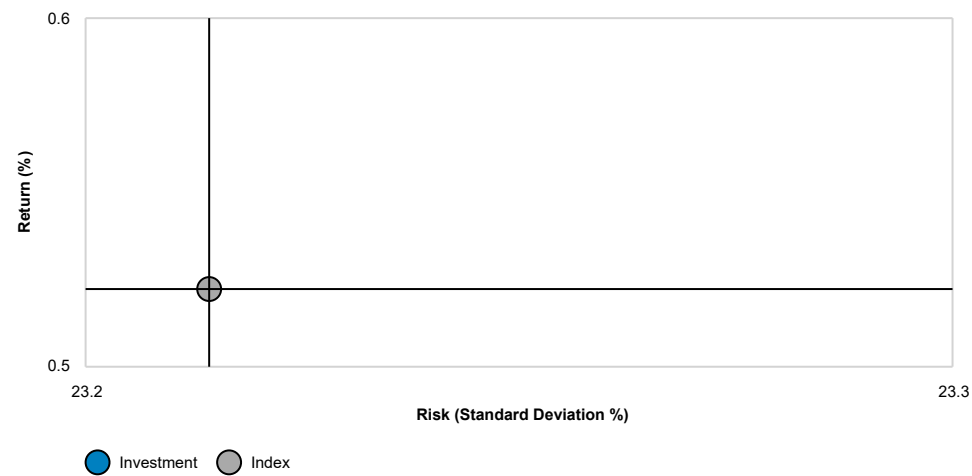 0.6
Return (%)
0.5
23.2
23.3
Risk (Standard Deviation %)
Investment
Index